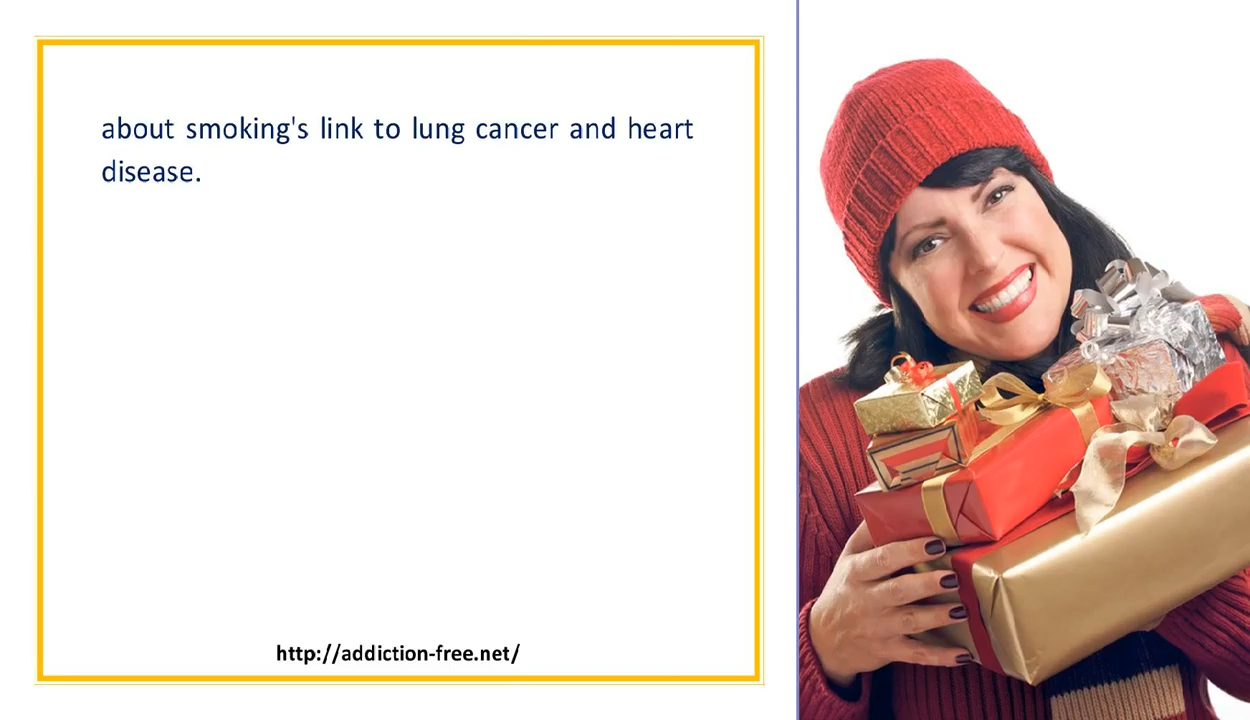 about smoking's link to lung cancer and heart
disease.
http://addiction-free.net/